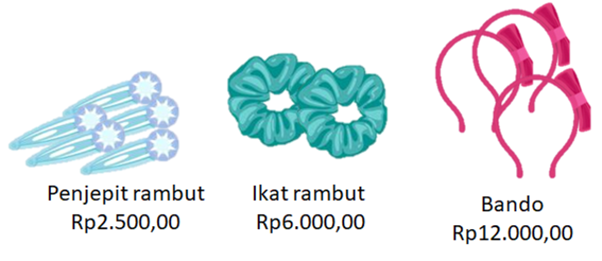 Penjepit rambut
Rp2.500,00
Ikat rambut
Rp6.000,00
Bando
Rp12.000,00